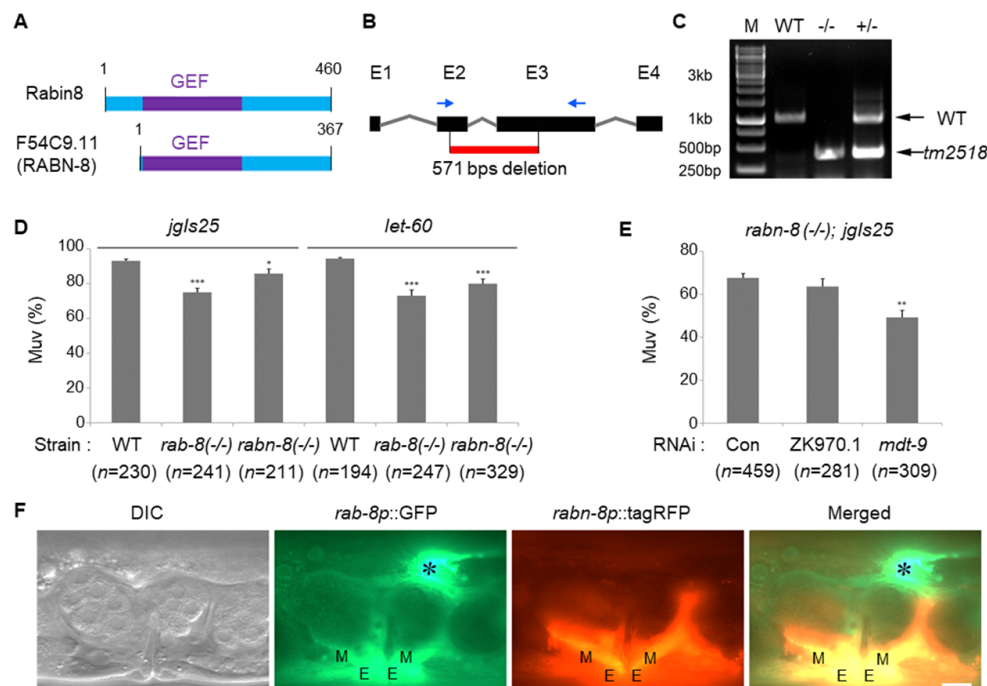 A
1
460
GEF
Rabin8
1
367
GEF
F54C9.11
(RABN-8)
B
E1 E2 E3 E4
571 bps deletion
C
M WT -/- +/-
3kb
1kb
500bp
250bp
WT
tm2518
D
jgIs25 let-60
Muv (%)
100
80
60
40
20
0
*** * *** ***
Strain : WT rab-8(-/-) rabn-8(-/-) WT rab-8(-/-) rabn-8(-/-)
(n=230) (n=241) (n=211) (n=194) (n=247) (n=329)
E
rabn-8 (-/-); jgIs25
Muv (%)
80
60
40
20
0
**
RNAi : Con ZK970.1 mdt-9
(n=459) (n=281) (n=309)
F
DIC rab-8p::GFP rabn-8p::tagRFP Merged
* *
M M M M M M
E E E E E E